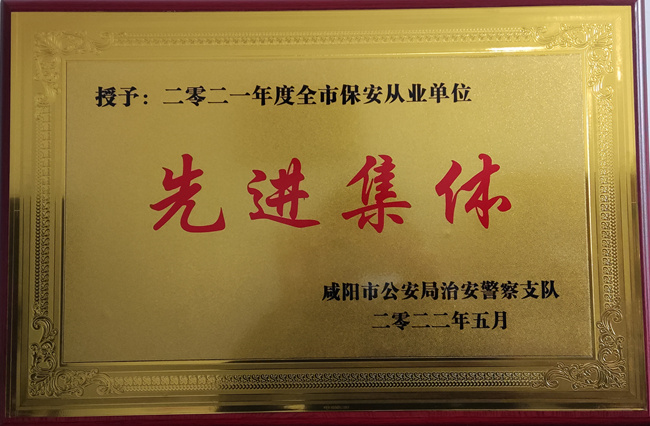 授予：二零二一年度全市保安从业单位
先进集体
咸阳市公安局治安警察支队
二零二二年五月